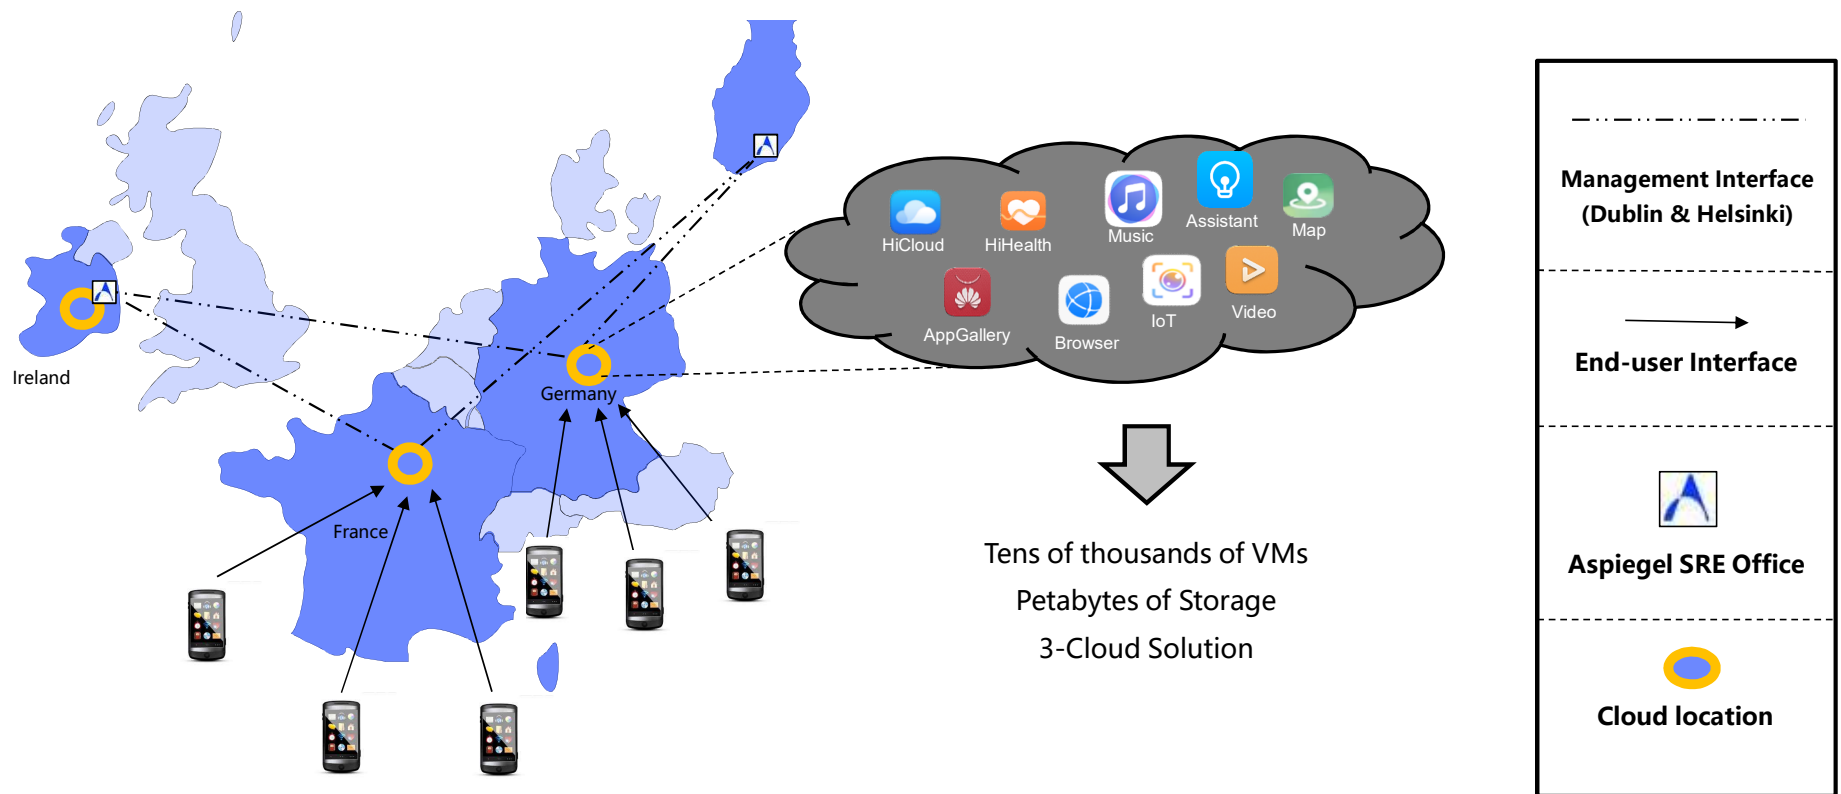 HiCloud
HiHealth
Music
Assistant
Map
AppGallery
Browser
IoT
Video
Ireland
Germany
France
Tens of thousands of VMs
Petabytes of Storage
3-Cloud Solution
Management Interface
(Dublin & Helsinki)
End-user Interface
Aspiegel SRE Office
Cloud location